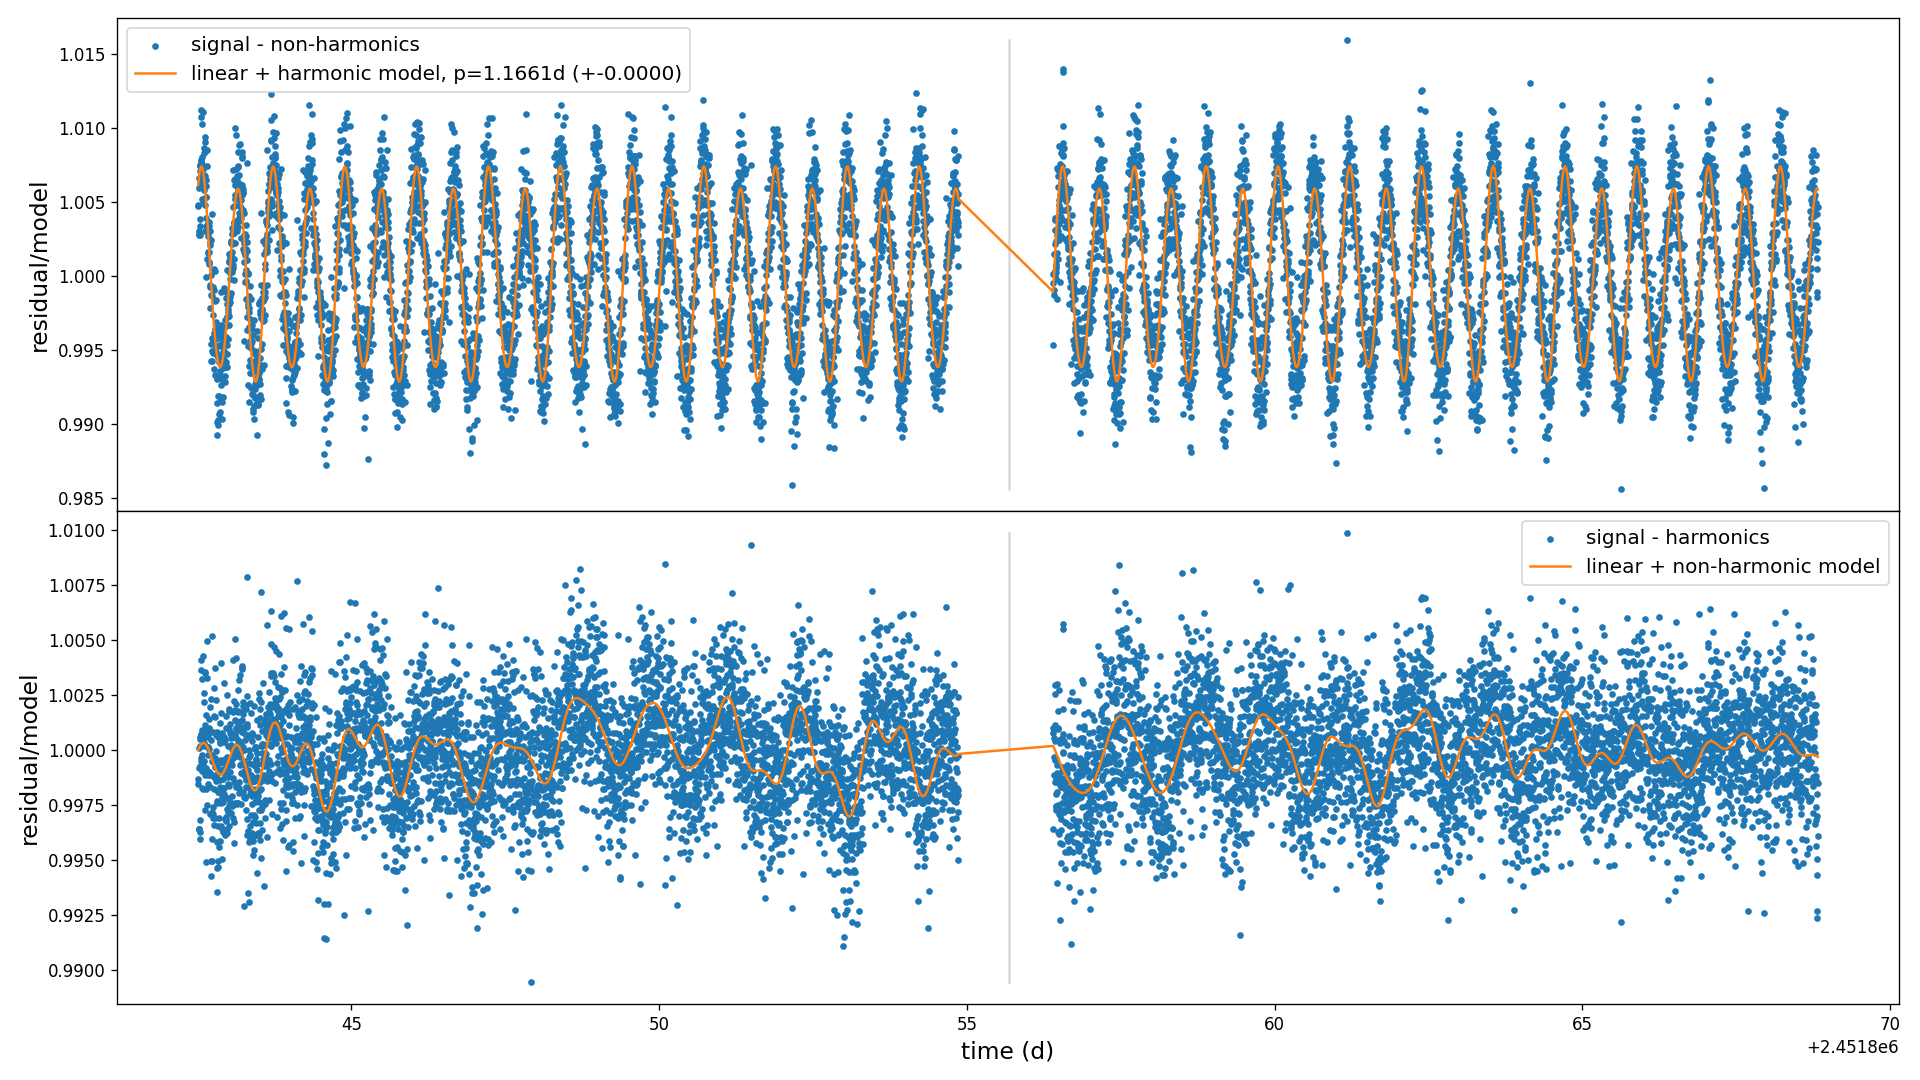 signal - non-harmonics
linear + harmonic model, p=1.1661d (+-0.0000)
residual/model
1.015
1.010
1.005
1.000
0.995
0.990
0.985
signal - harmonics
linear + non-harmonic model
residual/model
1.0100
1.0075
1.0050
1.0025
1.0000
0.9975
0.9950
0.9925
0.9900
45
50
55
60
65
70
time (d)
+2.4518e6